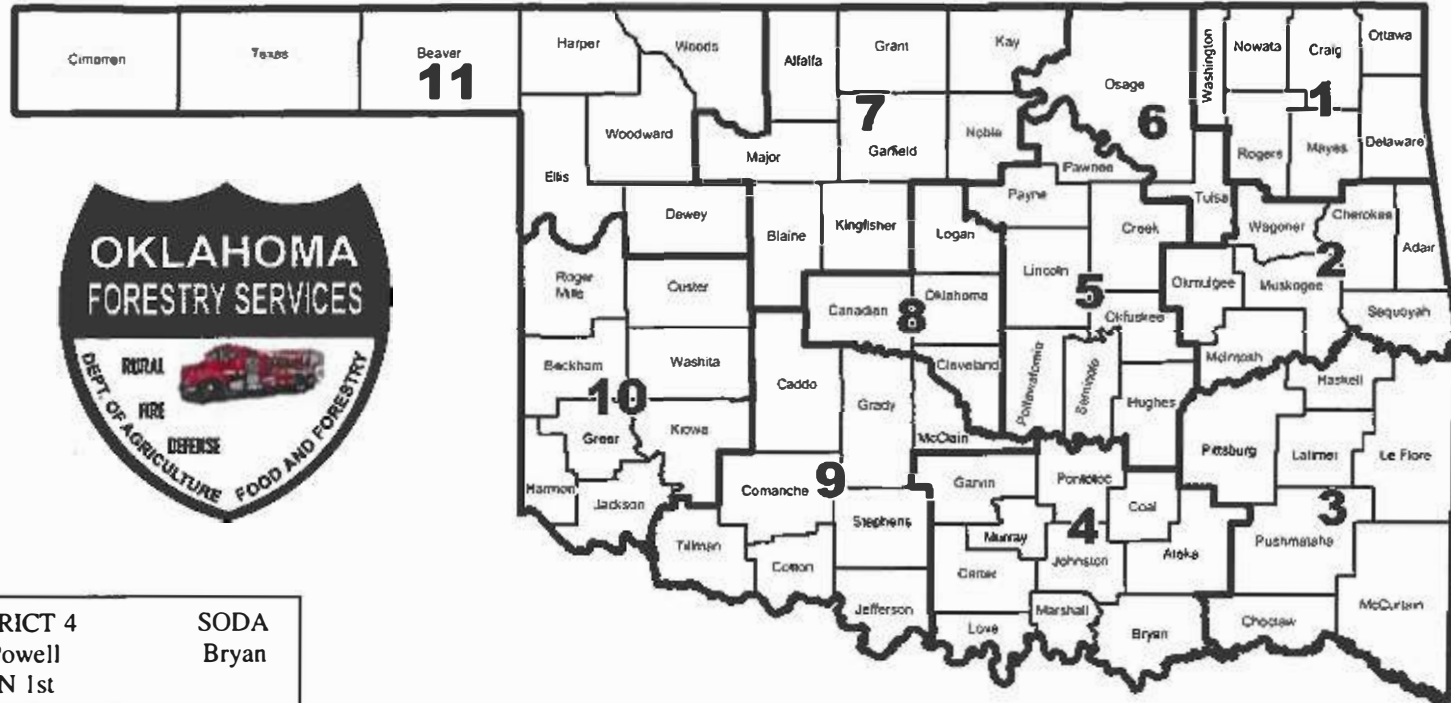 Cimarron
Texas
Beaver
11
Harper
Woods
Alfalfa
Grant
Kay
Osage
Washington
Nowata
Craig
Ottawa
1
7
6
Woodward
Major
Garfield
Noble
Pawnee
Rogers
Mayes
Delaware
Ellis
Dewey
Blaine
Kingfisher
Logan
Payne
Creek
Tulsa
Wagoner
Cherokee
Adair
2
Roger
Mills
Custer
Canadian
8
Oklahoma
Lincoln
5
Okfuskee
Okmulgee
Muskogee
Sequoyah
Beckham
Washita
Caddo
Grady
Cleveland
Pottawatomie
Seminole
Hughes
McIntosh
Haskell
10
Greer
Kiowa
McClain
Pittsburg
Latimer
Le Flore
Harmon
Jackson
Comanche
9
Stephens
Garvin
Pontotoc
Coal
4
3
Tillman
Cotton
Murray
Johnston
Atoka
Pushmataha
Jefferson
Carter
Love
Marshall
Bryan
Choctaw
McCurtain
OKLAHOMA
FORESTRY SERVICES
RURAL
FIRE
DEFENSE
DEPT. OF AGRICULTURE FOOD AND FORESTRY
RICT 4 SODA
Powell Bryan
N 1st